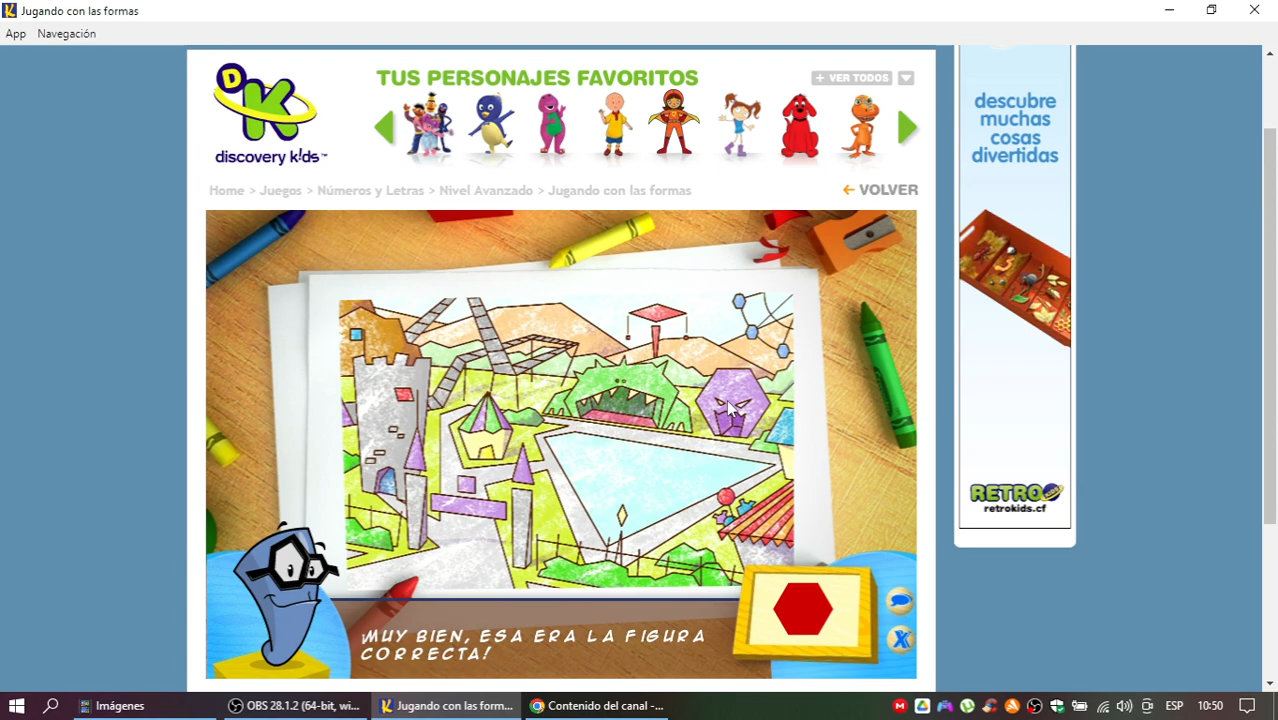 Jugando con las formas
App Navegación
D K
discovery k!ds™
TUS PERSONAJES FAVORITOS
+ VER TODOS
Home > Juegos > Números y Letras > Nivel Avanzado > Jugando con las formas
VOLVER
descubre
muchas
cosas
divertidas
RETRO
retrokids.cf
MUY BIEN, ESA ERA LA FIGURA
CORRECTA!
X
Imágenes
OBS 28.1.2 (64-bit, wi...
Jugando con las form...
Contenido del canal -...
ESP
10:50